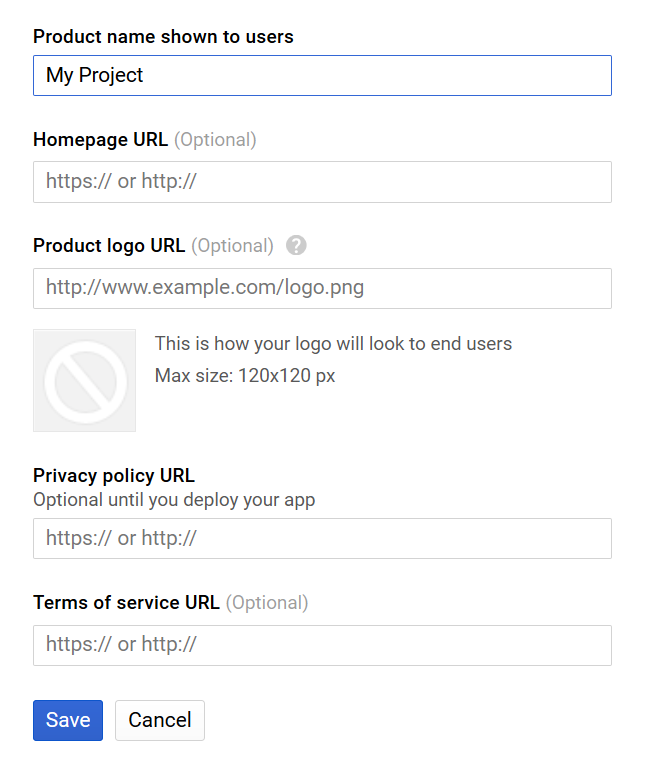 Product name shown to users
My Project
Homepage URL (Optional)
https:// or http://
Product logo URL (Optional) ?
http://www.example.com/logo.png
This is how your logo will look to end users
Max size: 120x120 px
Privacy policy URL
Optional until you deploy your app
https:// or http://
Terms of service URL (Optional)
https:// or http://
Save Cancel